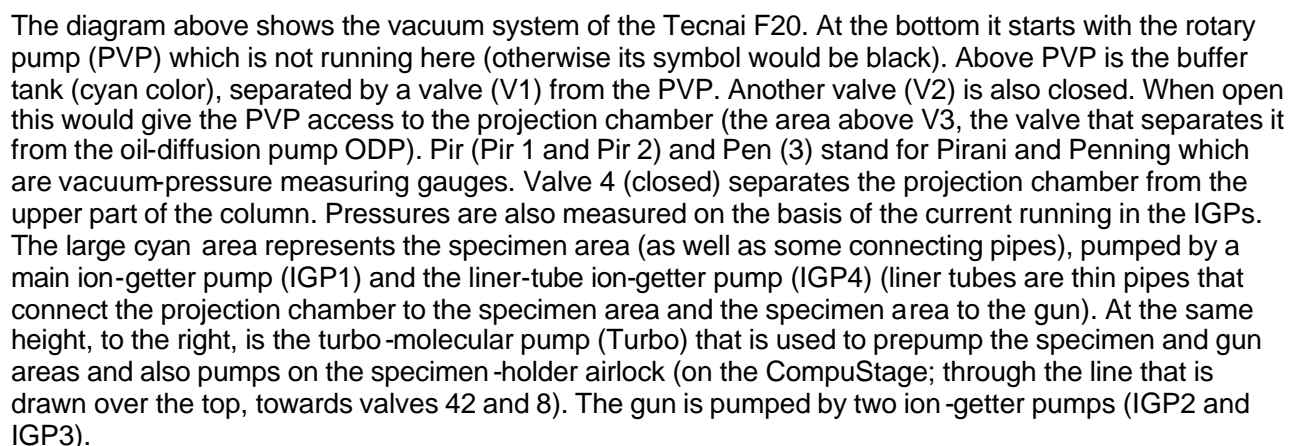 The diagram above shows the vacuum system of the Tecnai F20. At the bottom it starts with the rotary
pump (PVP) which is not running here (otherwise its symbol would be black). Above PVP is the buffer
tank (cyan color), separated by a valve (V1) from the PVP. Another valve (V2) is also closed. When open
this would give the PVP access to the projection chamber (the area above V3, the valve that separates it
from the oil-diffusion pump ODP). Pir (Pir 1 and Pir 2) and Pen (3) stand for Pirani and Penning which
are vacuum-pressure measuring gauges. Valve 4 (closed) separates the projection chamber from the
upper part of the column. Pressures are also measured on the basis of the current running in the IGPs.
The large cyan area represents the specimen area (as well as some connecting pipes), pumped by a
main ion-getter pump (IGP1) and the liner-tube ion-getter pump (IGP4) (liner tubes are thin pipes that
connect the projection chamber to the specimen area and the specimen area to the gun). At the same
height, to the right, is the turbo-molecular pump (Turbo) that is used to prepump the specimen and gun
areas and also pumps on the specimen-holder airlock (on the CompuStage; through the line that is
drawn over the top, towards valves 42 and 8). The gun is pumped by two ion-getter pumps (IGP2 and
IGP3).